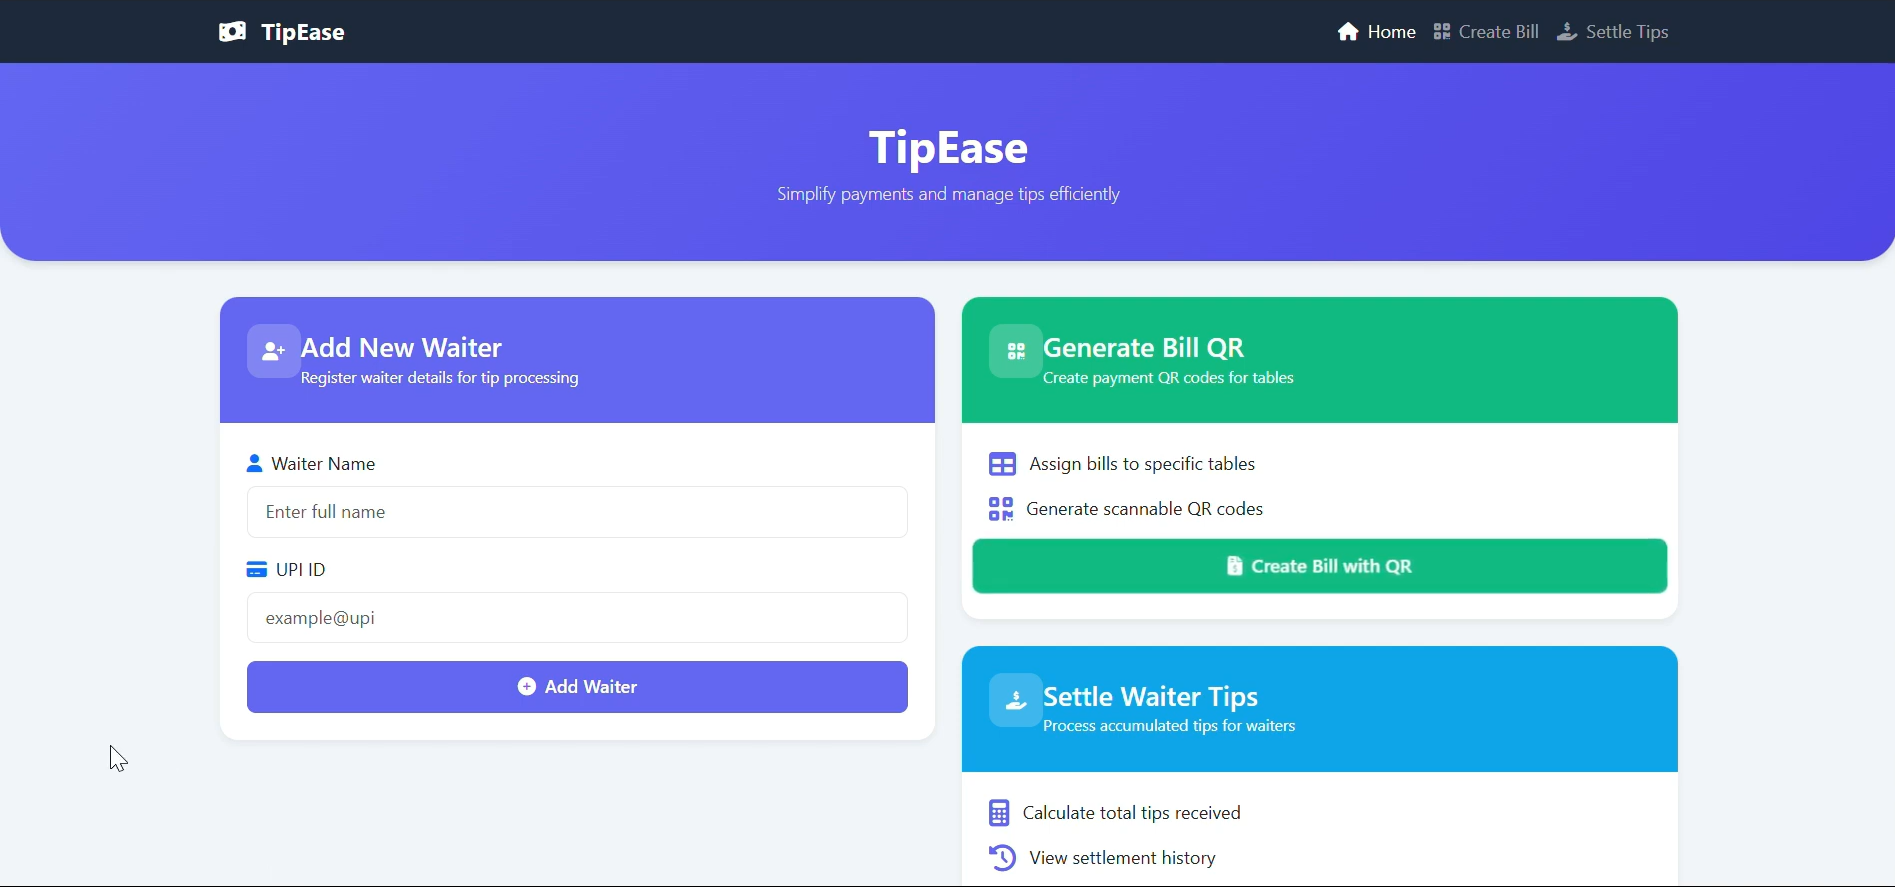 TipEase
Home
Create Bill
Settle Tips
TipEase
Simplify payments and manage tips efficiently
Add New Waiter
Register waiter details for tip processing
Waiter Name
Enter full name
UPI ID
example@upi
Add Waiter
Generate Bill QR
Create payment QR codes for tables
Assign bills to specific tables
Generate scannable QR codes
Create Bill with QR
Settle Waiter Tips
Process accumulated tips for waiters
Calculate total tips received
View settlement history